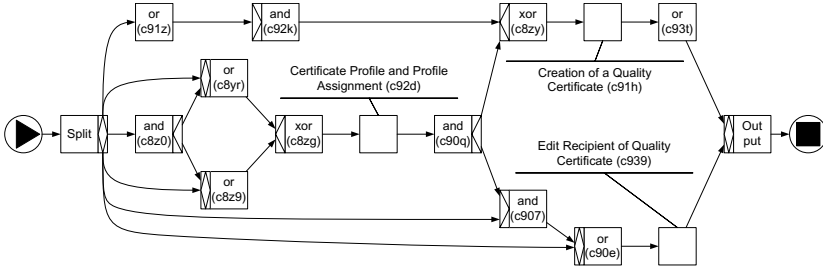 or
(c91z)
and
(c92k)
xor
(c8zy)
or
(c93t)
or
(c8yr)
Certificate Profile and Profile
Assignment (c92d)
Creation of a Quality
Certificate (c91h)
Split
and
(c8z0)
xor
(c8zg)
and
(c90q)
Out
put
Edit Recipient of Quality
Certificate (c939)
or
(c8z9)
and
(c907)
or
(c90e)